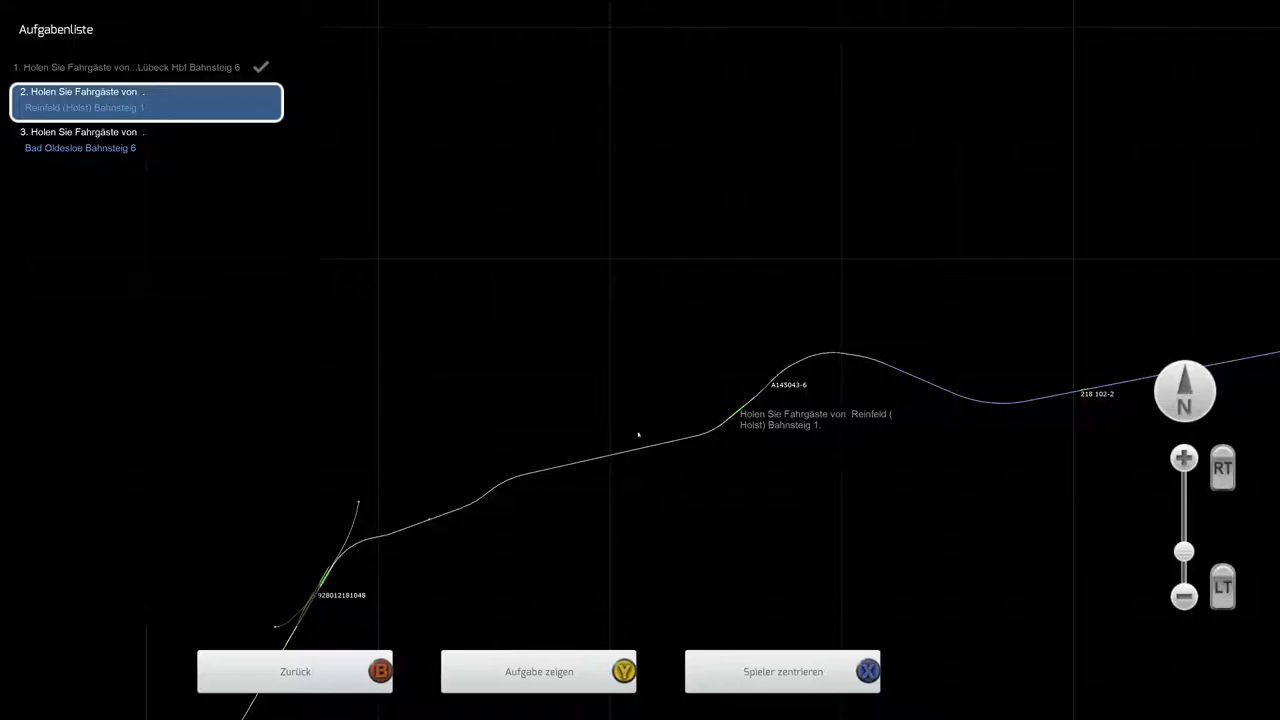 Aufgabenliste
1. Holen Sie Fahrgäste von...Lübeck Hbf Bahnsteig 6
2. Holen Sie Fahrgäste von .
Reinfeld (Holst) Bahnsteig 1
3. Holen Sie Fahrgäste von .
Bad Oldesloe Bahnsteig 6
A145043-6
218 102-2
Holen Sie Fahrgäste von Reinfeld (
Holst) Bahnsteig 1.
N
RT
LT
928012181048
Zurück B
Aufgabe zeigen Y
Spieler zentrieren X